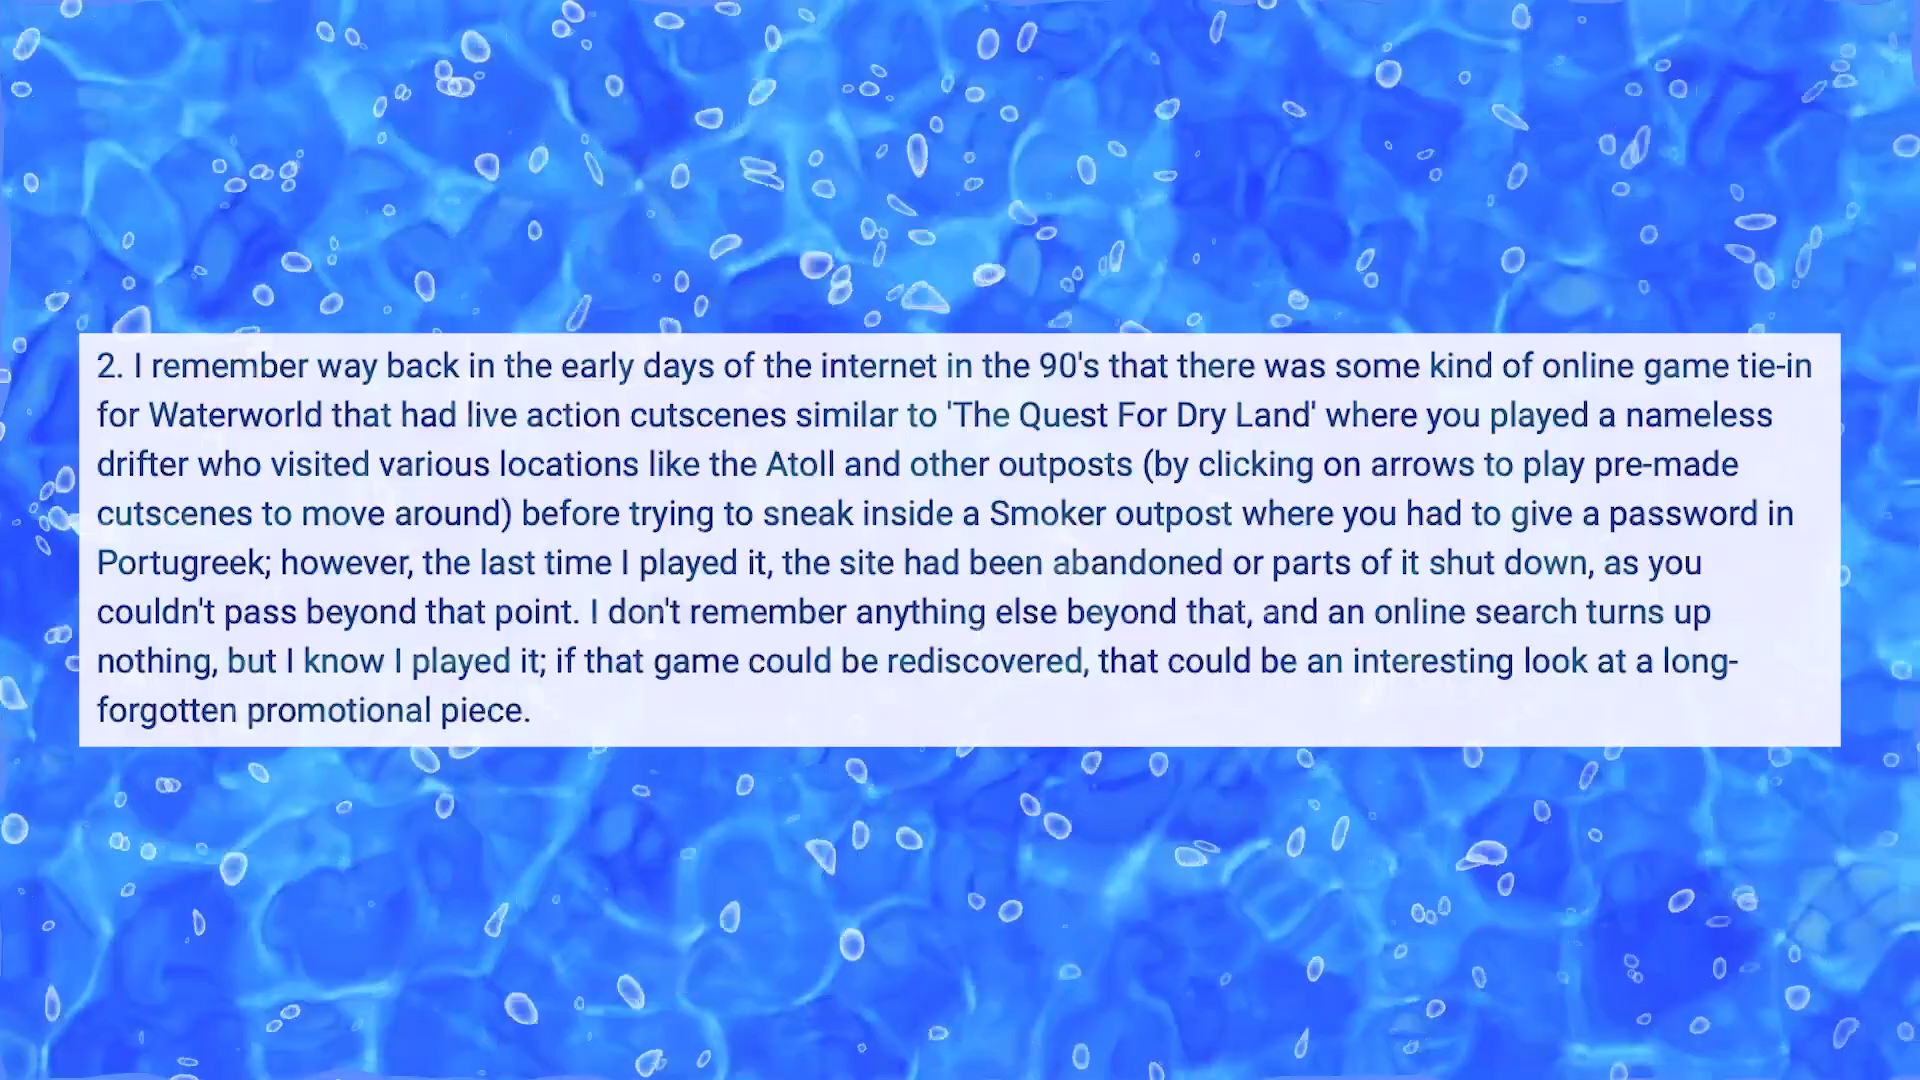 2. I remember way back in the early days of the internet in the 90's that there was some kind of online game tie-in
for Waterworld that had live action cutscenes similar to 'The Quest For Dry Land' where you played a nameless
drifter who visited various locations like the Atoll and other outposts (by clicking on arrows to play pre-made
cutscenes to move around) before trying to sneak inside a Smoker outpost where you had to give a password in
Portugreek; however, the last time I played it, the site had been abandoned or parts of it shut down, as you
couldn't pass beyond that point. I don't remember anything else beyond that, and an online search turns up
nothing, but I know I played it; if that game could be rediscovered, that could be an interesting look at a long-
forgotten promotional piece.